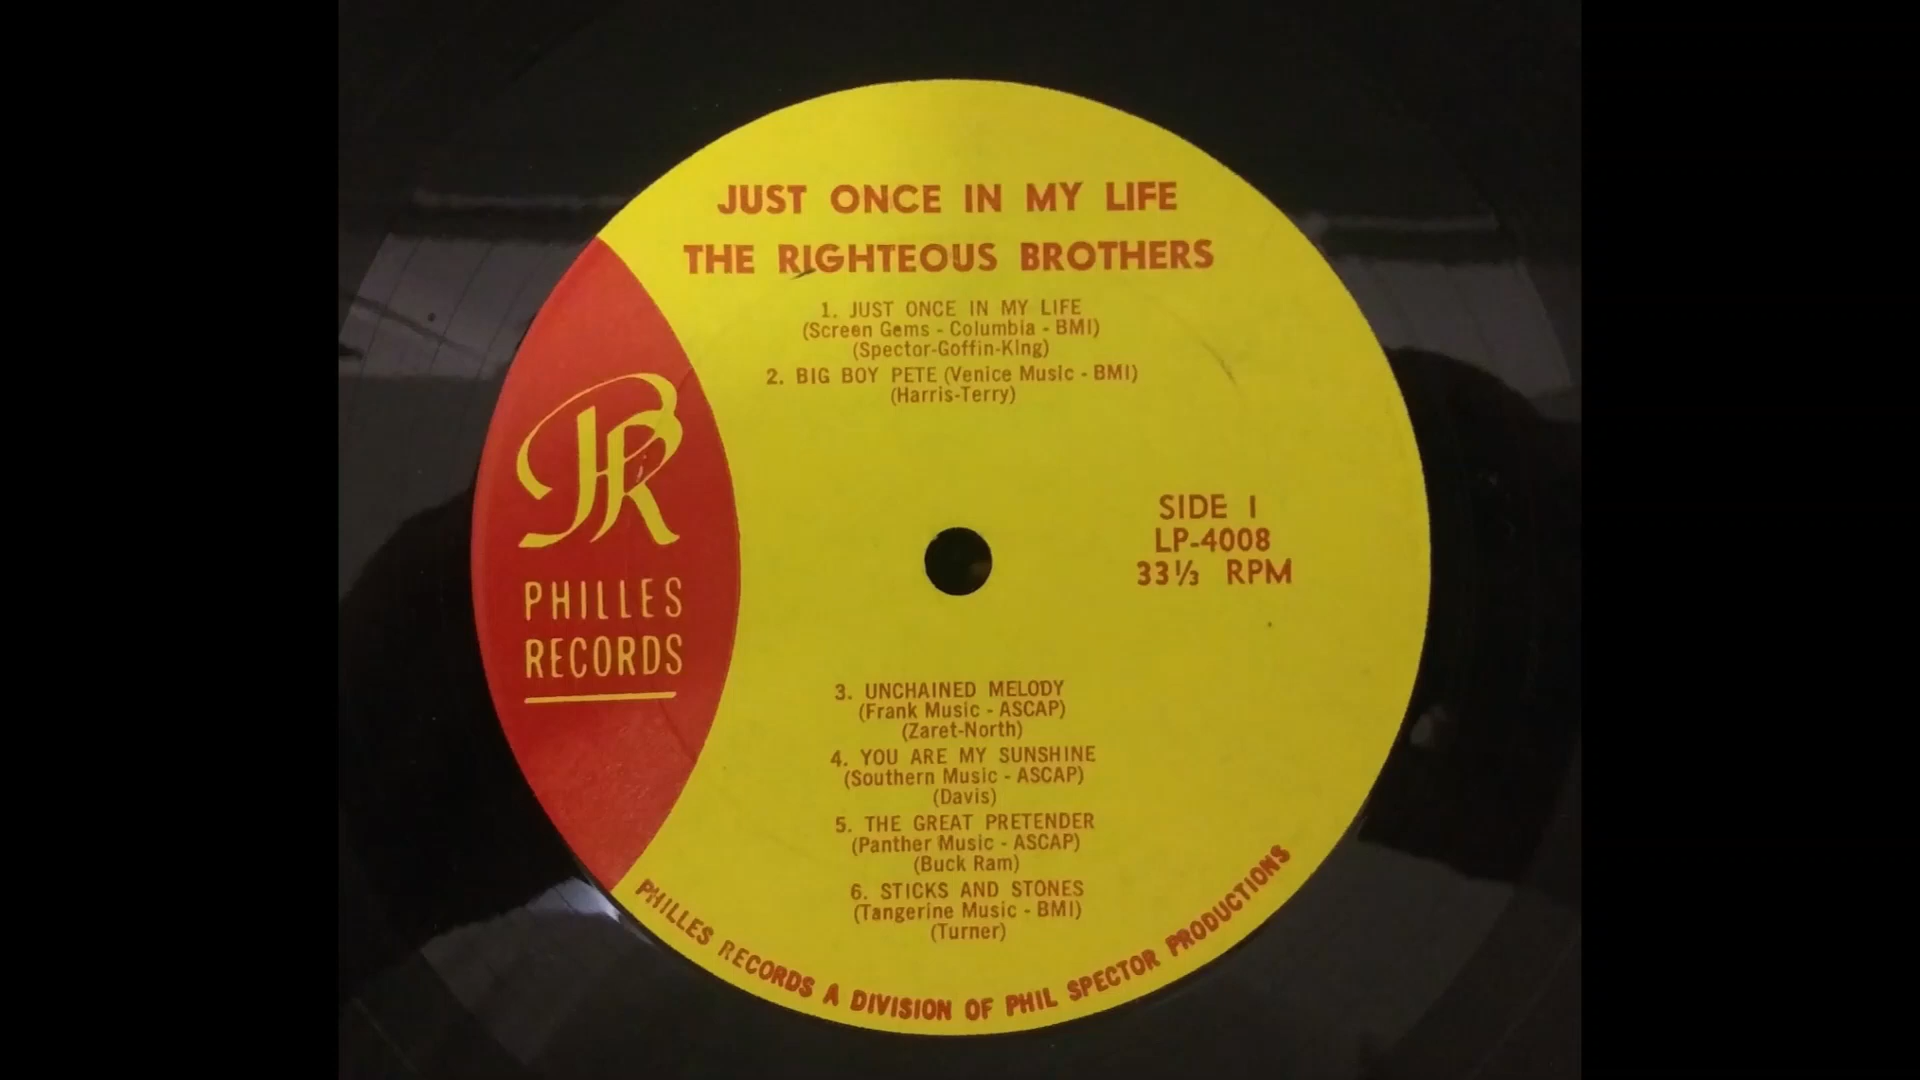 JUST ONCE IN MY LIFE
THE RIGHTEOUS BROTHERS
1. JUST ONCE IN MY LIFE
(Screen Gems - Columbia - BMI)
(Spector-Goffin-King)
2. BIG BOY PETE (Venice Music - BMI)
(Harris-Terry)
PR
PHILLES
RECORDS
SIDE 1
LP-4008
33⅓ RPM
3. UNCHAINED MELODY
(Frank Music - ASCAP)
(Zaret-North)
4. YOU ARE MY SUNSHINE
(Southern Music - ASCAP)
(Davis)
5. THE GREAT PRETENDER
(Panther Music - ASCAP)
(Buck Ram)
6. STICKS AND STONES
(Tangerine Music - BMI)
(Turner)
PHILLES RECORDS A DIVISION OF PHIL SPECTOR PRODUCTIONS